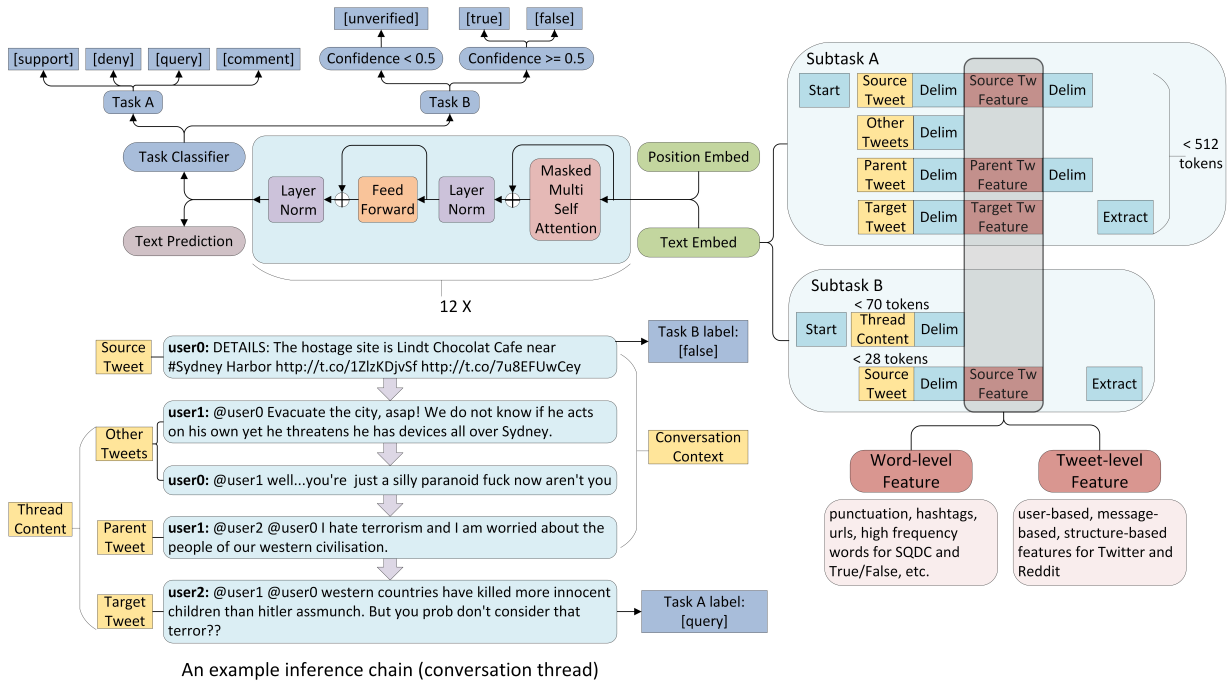 [unverified]
[true]
[false]
[support]
[deny]
[query]
[comment]
Confidence < 0.5
Confidence >= 0.5
Task A
Task B
Task Classifier
Text Prediction
Layer
Norm
Feed
Forward
Layer
Norm
Masked
Multi
Self
Attention
Position Embed
Text Embed
12 X
Subtask A
Start
Source
Tweet
Delim
Source Tw
Feature
Delim
Other
Tweets
Delim
Parent
Tweet
Delim
Parent Tw
Feature
Delim
Target
Tweet
Delim
Target Tw
Feature
Extract
< 512
tokens
Subtask B
< 70 tokens
Start
Thread
Content
Delim
< 28 tokens
Source
Tweet
Delim
Source Tw
Feature
Extract
Word-level
Feature
Tweet-level
Feature
punctuation, hashtags,
urls, high frequency
words for SQDC and
True/False, etc.
user-based, message-
based, structure-based
features for Twitter and
Reddit
Source
Tweet
user0: DETAILS: The hostage site is Lindt Chocolat Cafe near
#Sydney Harbor http://t.co/1ZlzKDjvSf http://t.co/7u8EFUwCey
Task B label:
[false]
Other
Tweets
user1: @user0 Evacuate the city, asap! We do not know if he acts
on his own yet he threatens he has devices all over Sydney.
user0: @user1 well...you're just a silly paranoid fuck now aren't you
Conversation
Context
Thread
Content
Parent
Tweet
user1: @user2 @user0 I hate terrorism and I am worried about the
people of our western civilisation.
Target
Tweet
user2: @user1 @user0 western countries have killed more innocent
children than hitler assmunch. But you prob don't consider that
terror??
Task A label:
[query]
An example inference chain (conversation thread)